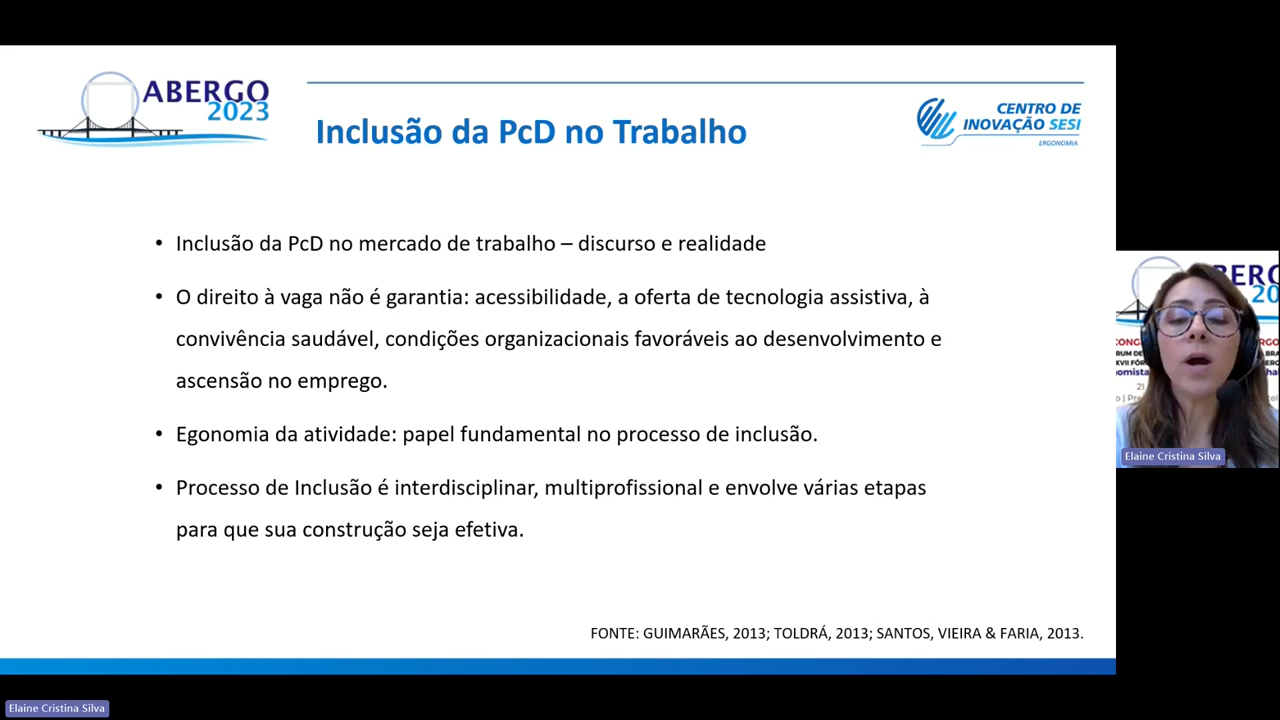 ABERGO
2023
Inclusão da PcD no Trabalho
CENTRO DE
INOVAÇÃO SESI
ERGONOMIA
• Inclusão da PcD no mercado de trabalho – discurso e realidade
• O direito à vaga não é garantia: acessibilidade, a oferta de tecnologia assistiva, à
convivência saudável, condições organizacionais favoráveis ao desenvolvimento e
ascensão no emprego.
• Egonomia da atividade: papel fundamental no processo de inclusão.
• Processo de Inclusão é interdisciplinar, multiprofissional e envolve várias etapas
para que sua construção seja efetiva.
FONTE: GUIMARÃES, 2013; TOLDRÁ, 2013; SANTOS, VIEIRA & FARIA, 2013.
Elaine Cristina Silva
Elaine Cristina Silva